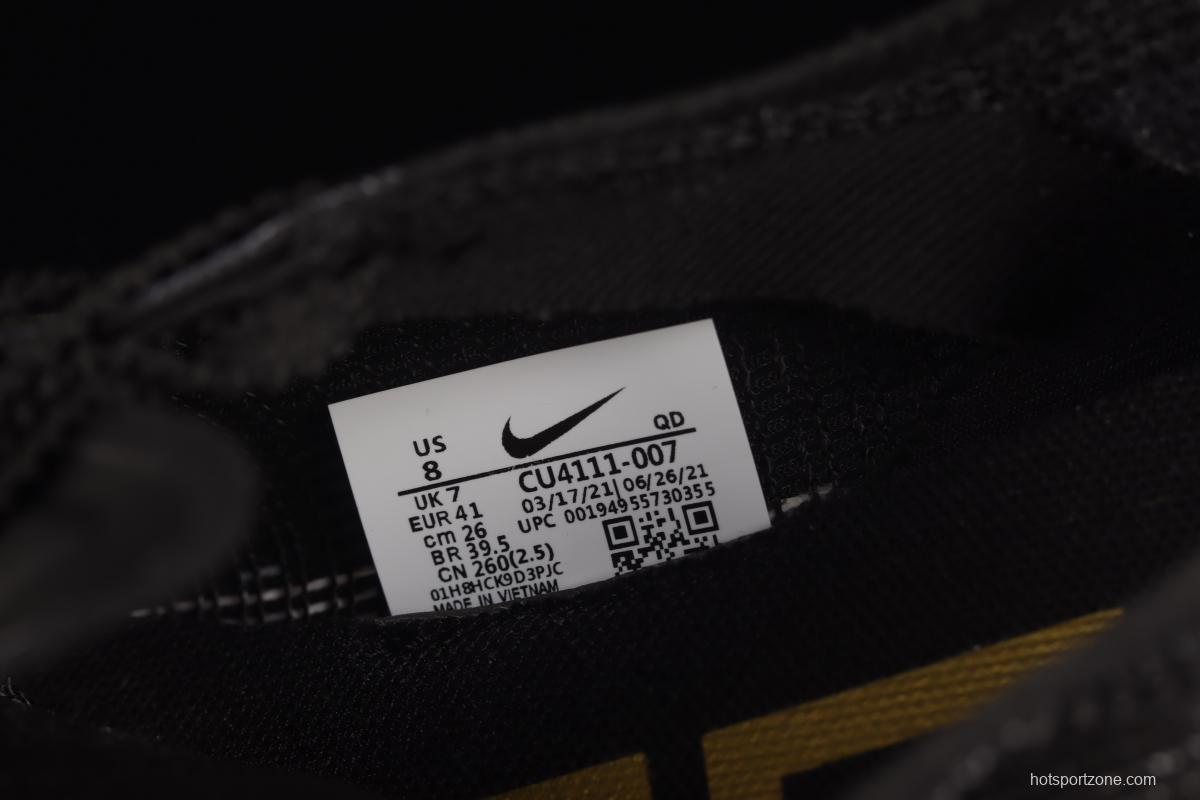 US
8
QD
UK 7
EUR 41
cm 26
BR 39.5
CN 260(2.5)
01H8HCK9D3PJC
MADE IN VIETNAM
CU4111-007
03/17/21| 06/26/21
UPC 00194955730355
hotsportzone.com